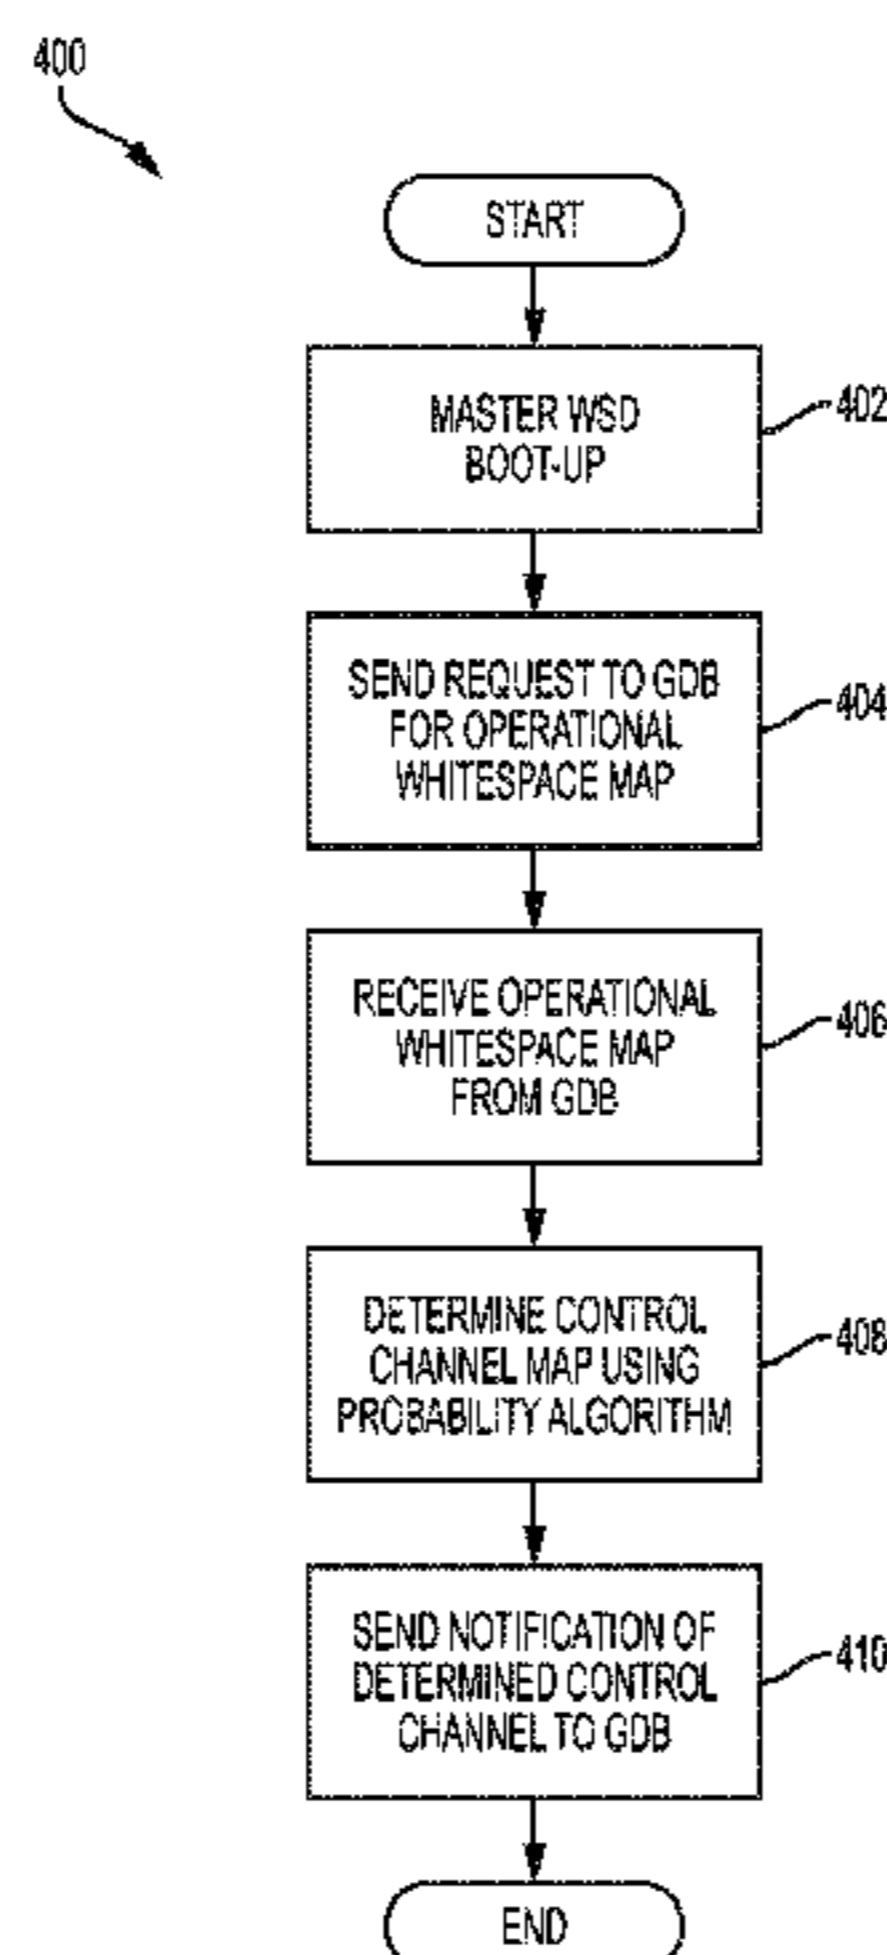 400
START
MASTER WSD
BOOT-UP
402
SEND REQUEST TO GDB
FOR OPERATIONAL
WHITESPACE MAP
404
RECEIVE OPERATIONAL
WHITESPACE MAP
FROM GDB
406
DETERMINE CONTROL
CHANNEL MAP USING
PROBABILITY ALGORITHM
408
SEND NOTIFICATION OF
DETERMINED CONTROL
CHANNEL TO GDB
410
END